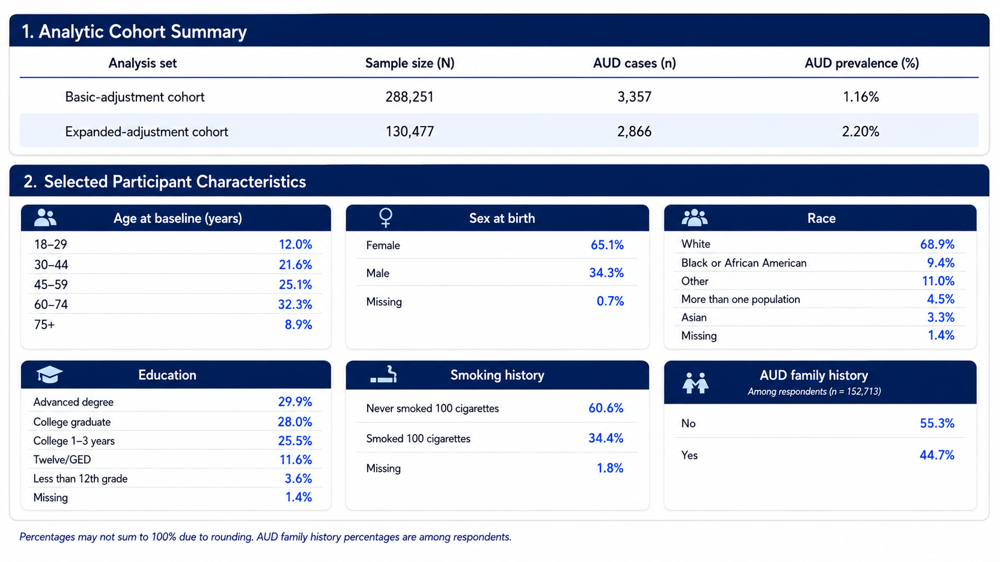 1. Analytic Cohort Summary
Analysis set Sample size (N) AUD cases (n) AUD prevalence (%)
Basic-adjustment cohort 288,251 3,357 1.16%
Expanded-adjustment cohort 130,477 2,866 2.20%
2. Selected Participant Characteristics
Age at baseline (years)
18–29 12.0%
30–44 21.6%
45–59 25.1%
60–74 32.3%
75+ 8.9%
Sex at birth
Female 65.1%
Male 34.3%
Missing 0.7%
Race
White 68.9%
Black or African American 9.4%
Other 11.0%
More than one population 4.5%
Asian 3.3%
Missing 1.4%
Education
Advanced degree 29.9%
College graduate 28.0%
College 1–3 years 25.5%
Twelve/GED 11.6%
Less than 12th grade 3.6%
Missing 1.4%
Smoking history
Never smoked 100 cigarettes 60.6%
Smoked 100 cigarettes 34.4%
Missing 1.8%
AUD family history
Among respondents (n = 152,713)
No 55.3%
Yes 44.7%
Percentages may not sum to 100% due to rounding. AUD family history percentages are among respondents.